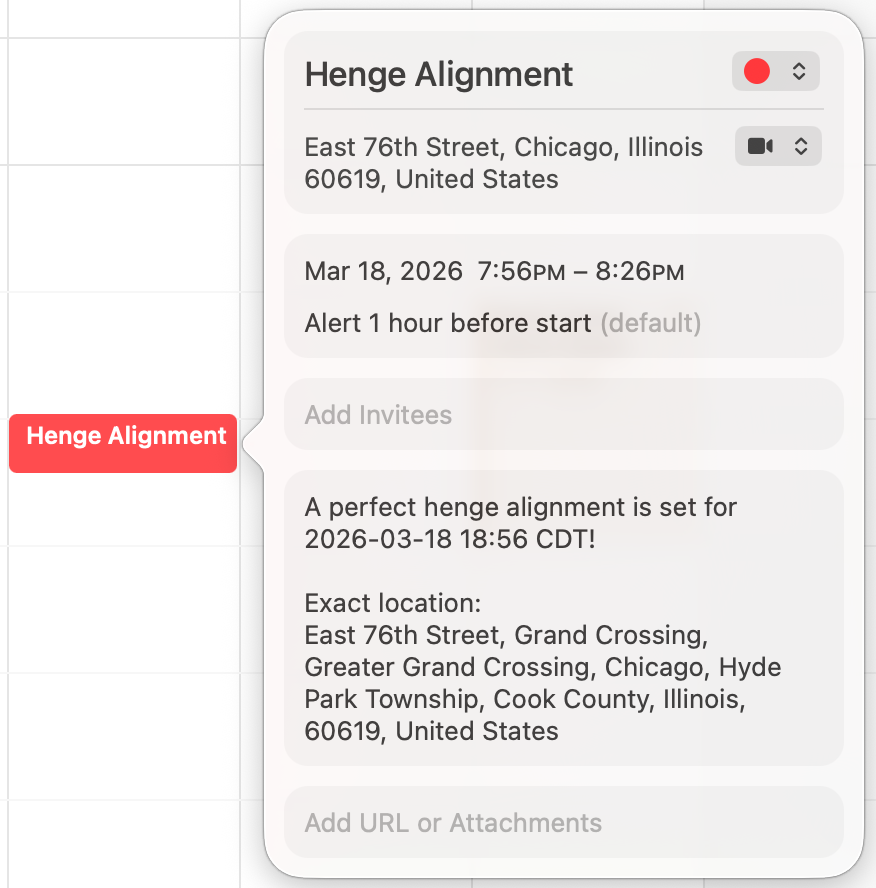 Henge Alignment
East 76th Street, Chicago, Illinois
60619, United States
Mar 18, 2026  7:56PM – 8:26PM
Alert 1 hour before start (default)
Add Invitees
Henge Alignment
A perfect henge alignment is set for
2026-03-18 18:56 CDT!
Exact location:
East 76th Street, Grand Crossing,
Greater Grand Crossing, Chicago, Hyde
Park Township, Cook County, Illinois,
60619, United States
Add URL or Attachments